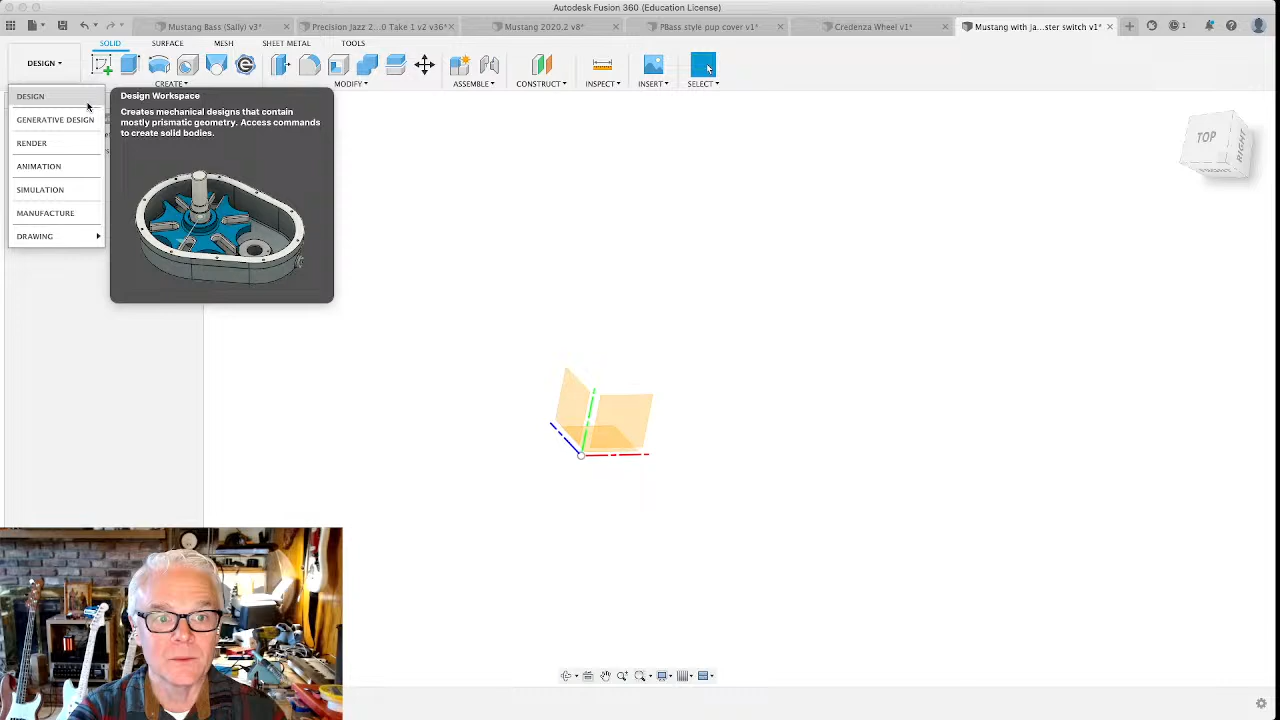 Autodesk Fusion 360 (Education License)
Mustang Bass (Sally) v3*
Precision Jazz 2...0 Take 1 v2 v36*
Mustang 2020.2 v8*
PBass style pup cover v1*
Credenza Wheel v1*
Mustang with Ja...ster switch v1*
1
SOLID
SURFACE
MESH
SHEET METAL
TOOLS
DESIGN
CREATE
MODIFY
ASSEMBLE
CONSTRUCT
INSPECT
INSERT
SELECT
DESIGN
GENERATIVE DESIGN
RENDER
ANIMATION
SIMULATION
MANUFACTURE
DRAWING
Design Workspace
Creates mechanical designs that contain
mostly prismatic geometry. Access commands
to create solid bodies.
TOP
RIGHT